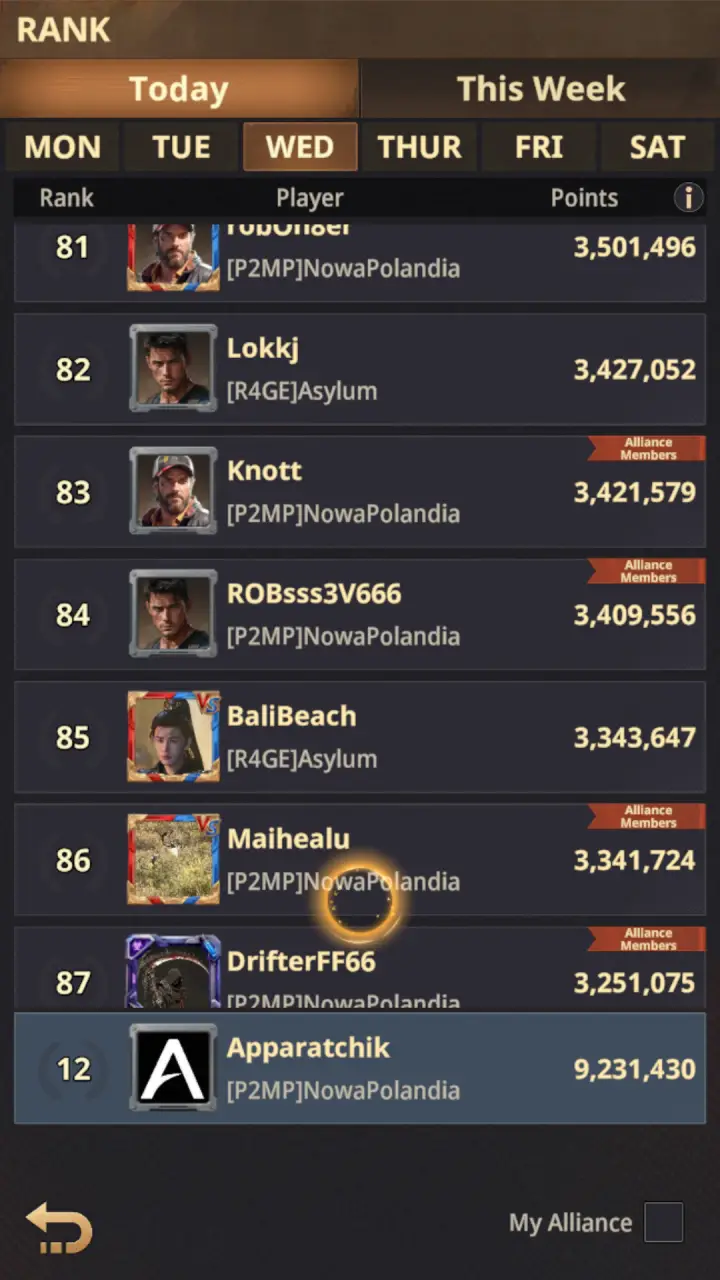 RANK
Today
This Week
MON
TUE
WED
THUR
FRI
SAT
Rank
Player
Points
i
81
[P2MP]NowaPolandia
3,501,496
82
Lokkj
[R4GE]Asylum
3,427,052
Alliance
Members
83
Knott
[P2MP]NowaPolandia
3,421,579
Alliance
Members
84
ROBsss3V666
[P2MP]NowaPolandia
3,409,556
85
VS
BaliBeach
[R4GE]Asylum
3,343,647
Alliance
Members
86
VS
Maihealu
[P2MP]NowaPolandia
3,341,724
Alliance
Members
87
DrifterFF66
[P2MP]NowaPolandia
3,251,075
12
Apparatchik
[P2MP]NowaPolandia
9,231,430
My Alliance